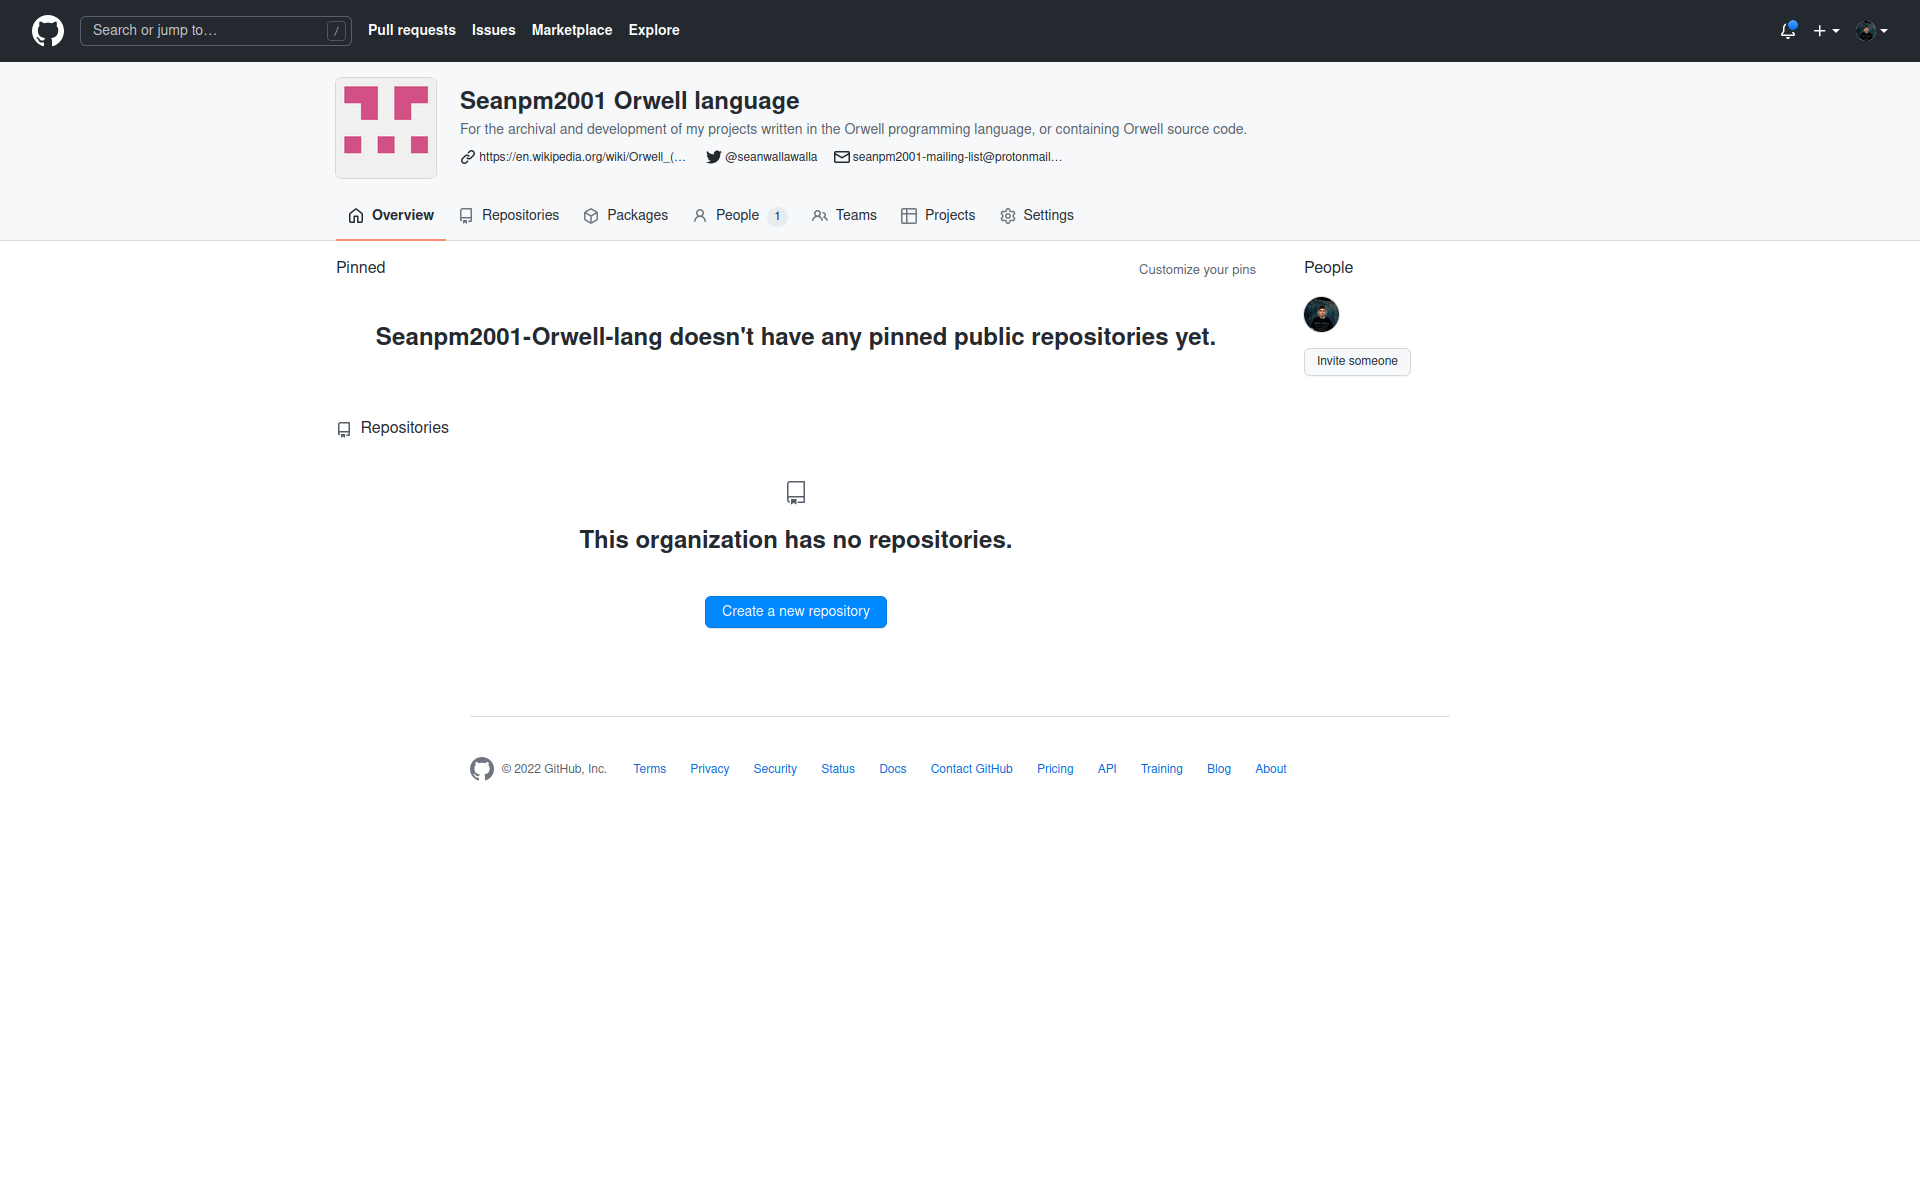 Search or jump to… /
Pull requests Issues Marketplace Explore
Seanpm2001 Orwell language
For the archival and development of my projects written in the Orwell programming language, or containing Orwell source code.
https://en.wikipedia.org/wiki/Orwell_(… @seanwallawalla seanpm2001-mailing-list@protonmail…
Overview Repositories Packages People 1 Teams Projects Settings
Pinned
Customize your pins
People
Seanpm2001-Orwell-lang doesn't have any pinned public repositories yet.
Invite someone
Repositories
This organization has no repositories.
Create a new repository
© 2022 GitHub, Inc. Terms Privacy Security Status Docs Contact GitHub Pricing API Training Blog About